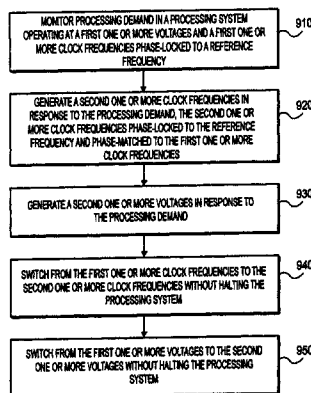 MONITOR PROCESSING DEMAND IN A PROCESSING SYSTEM
OPERATING AT A FIRST ONE OR MORE VOLTAGES AND A FIRST ONE
OR MORE CLOCK FREQUENCIES PHASE-LOCKED TO A REFERENCE
FREQUENCY
910
GENERATE A SECOND ONE OR MORE CLOCK FREQUENCIES IN
RESPONSE TO THE PROCESSING DEMAND, THE SECOND ONE
OR MORE CLOCK FREQUENCIES PHASE-LOCKED TO THE REFERENCE
FREQUENCY AND PHASE-MATCHED TO THE FIRST ONE OR MORE
CLOCK FREQUENCIES.
920
GENERATE A SECOND ONE OR MORE VOLTAGES IN RESPONSE TO
THE PROCESSING DEMAND
930
SWITCH FROM THE FIRST ONE OR MORE CLOCK FREQUENCIES TO THE
SECOND ONE OR MORE CLOCK FREQUENCIES WITHOUT HALTING THE
PROCESSING SYSTEM
940
SWITCH FROM THE FIRST ONE OR MORE VOLTAGES TO THE SECOND
ONE OR MORE VOLTAGES WITHOUT HALTING THE PROCESSING
SYSTEM
950